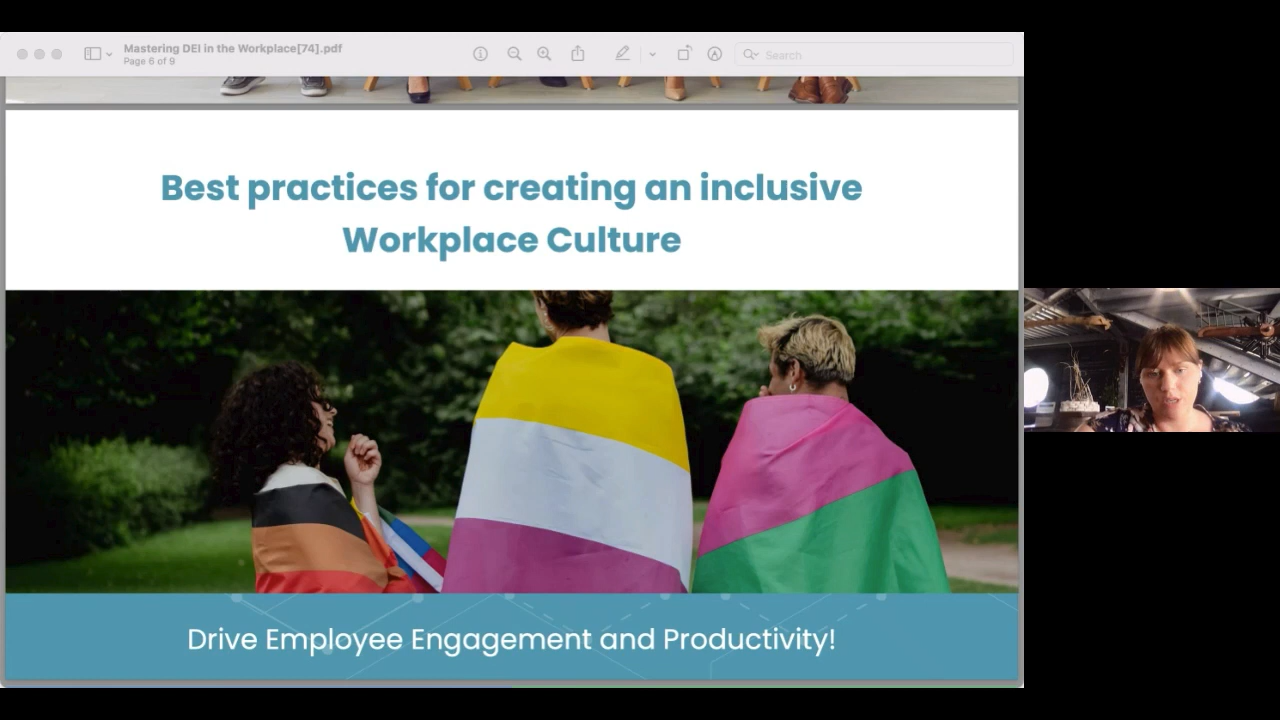 Mastering DEI in the Workplace[74].pdf
Page 6 of 9
Search
Best practices for creating an inclusive
Workplace Culture
Drive Employee Engagement and Productivity!